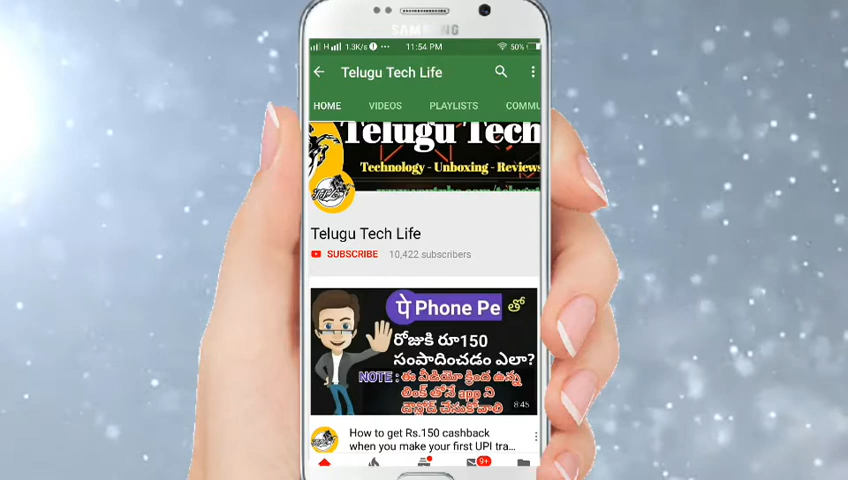 SAMSUNG
H 1.3K/s ... 11:54 PM 50%
Telugu Tech Life
HOME VIDEOS PLAYLISTS COMMU
Telugu Tech
Technology - Unboxing - Reviews
Telugu Tech Life
SUBSCRIBE 10,422 subscribers
पे Phone Pe తో
రోజుకి రూ150
సంపాదించడం ఎలా?
NOTE : ఈ వీడియో క్రింద ఉన్న
లింక్ తోనే app ని
డౌన్లోడ్ చేసుకోవాలి
8:45
How to get Rs.150 cashback
when you make your first UPI tra...
9+